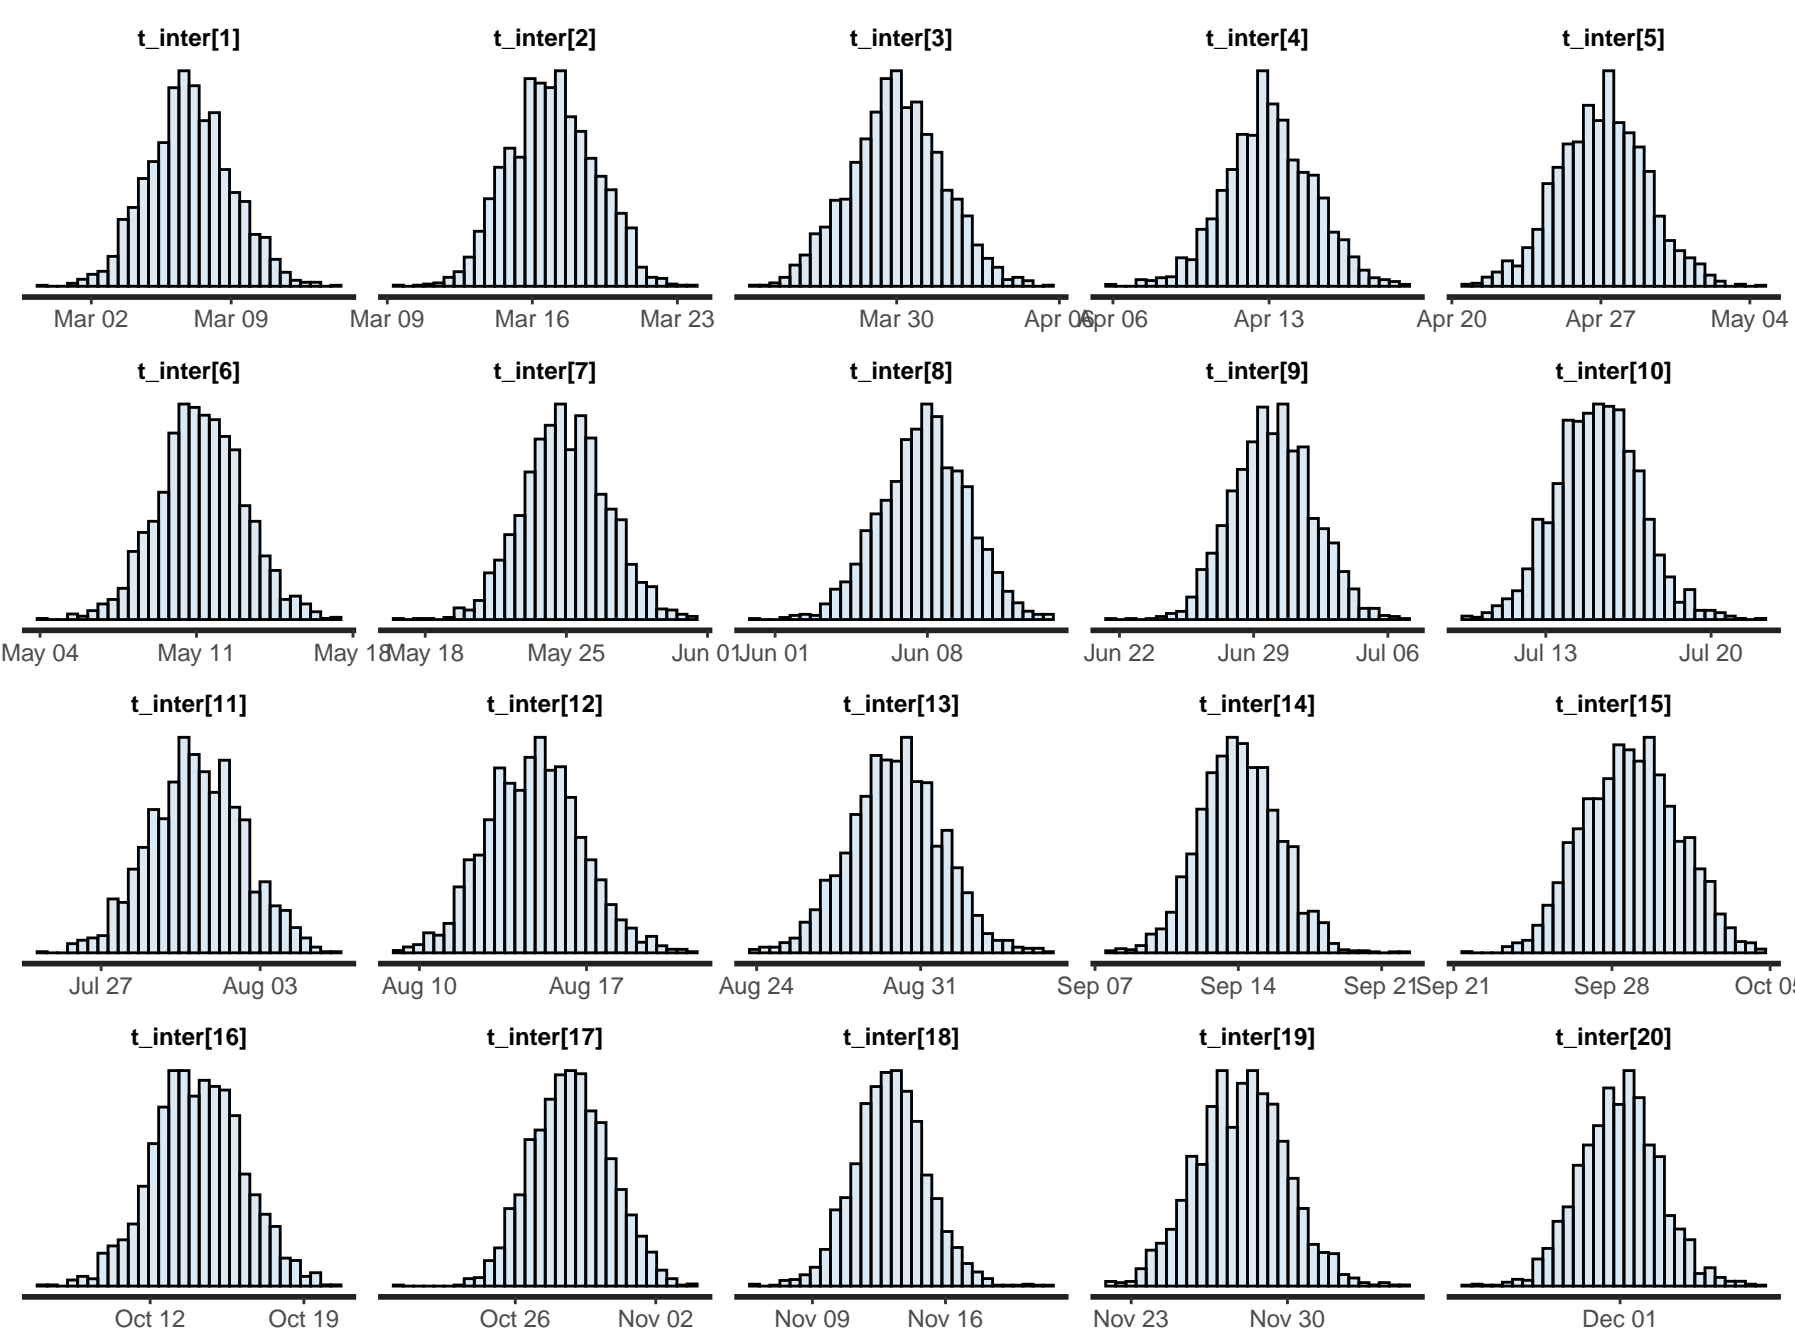 t_inter[1] t_inter[2] t_inter[3] t_inter[4] t_inter[5]
Mar 02 Mar 09 Mar 09 Mar 16 Mar 23 Mar 30 Apr 06 Apr 06 Apr 13 Apr 20 Apr 27 May 04
t_inter[6] t_inter[7] t_inter[8] t_inter[9] t_inter[10]
May 04 May 11 May 18 May 18 May 25 Jun 01 Jun 01 Jun 08 Jun 22 Jun 29 Jul 06 Jul 13 Jul 20
t_inter[11] t_inter[12] t_inter[13] t_inter[14] t_inter[15]
Jul 27 Aug 03 Aug 10 Aug 17 Aug 24 Aug 31 Sep 07 Sep 14 Sep 21 Sep 21 Sep 28 Oct 05
t_inter[16] t_inter[17] t_inter[18] t_inter[19] t_inter[20]
Oct 12 Oct 19 Oct 26 Nov 02 Nov 09 Nov 16 Nov 23 Nov 30 Dec 01